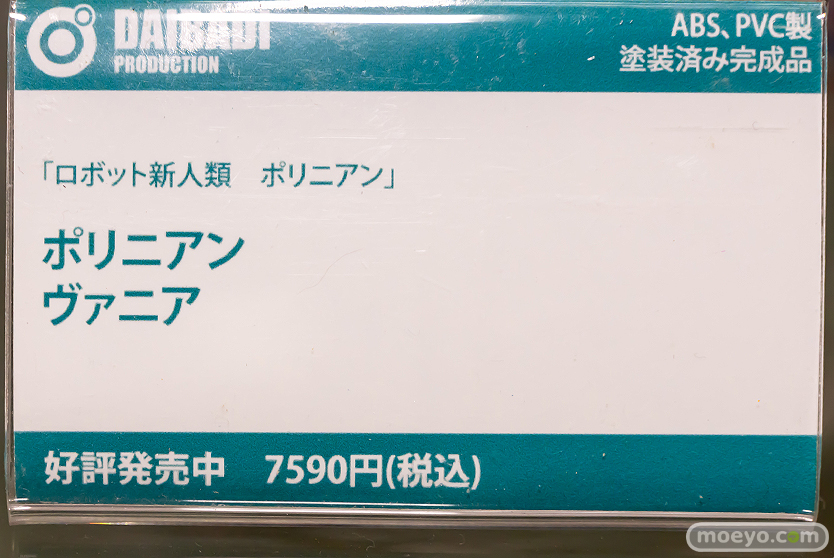 DAIBADI
PRODUCTION
ABS、PVC製
塗装済み完成品
「ロボット新人類　ポリニアン」
ポリニアン
ヴァニア
好評発売中　7590円(税込)
moeyo.com